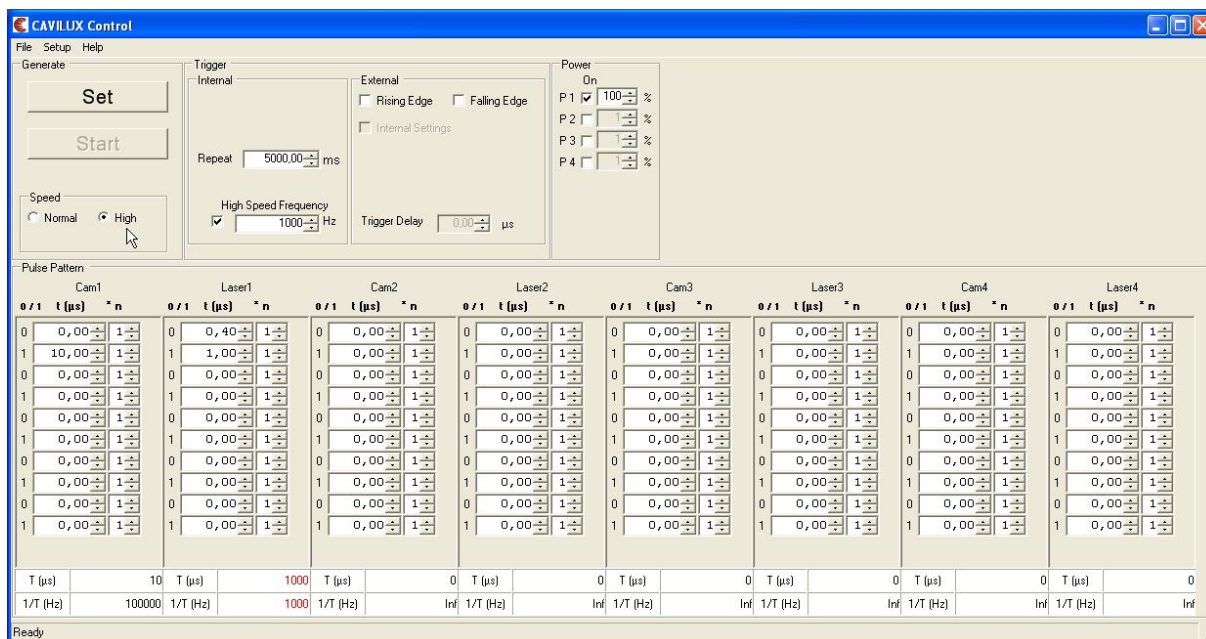 CAVILUX Control
File Setup Help
Generate
Set
Start
Speed
Normal High
Trigger
Internal
Repeat 5000,00 ms
High Speed Frequency
1000 Hz
External
Rising Edge Falling Edge
Internal Settings
Trigger Delay 0,00 µs
Power
On
P 1 100 %
P 2 1 %
P 3 1 %
P 4 1 %
Pulse Pattern
Cam1 Laser1 Cam2 Laser2 Cam3 Laser3 Cam4 Laser4
0 / 1 t (µs) * n 0 / 1 t (µs) * n 0 / 1 t (µs) * n 0 / 1 t (µs) * n 0 / 1 t (µs) * n 0 / 1 t (µs) * n 0 / 1 t (µs) * n 0 / 1 t (µs) * n
0 0,00 1 0 0,40 1 0 0,00 1 0 0,00 1 0 0,00 1 0 0,00 1 0 0,00 1 0 0,00 1
1 10,00 1 1 1,00 1 1 0,00 1 1 0,00 1 1 0,00 1 1 0,00 1 1 0,00 1 1 0,00 1
0 0,00 1 0 0,00 1 0 0,00 1 0 0,00 1 0 0,00 1 0 0,00 1 0 0,00 1 0 0,00 1
1 0,00 1 1 0,00 1 1 0,00 1 1 0,00 1 1 0,00 1 1 0,00 1 1 0,00 1 1 0,00 1
0 0,00 1 0 0,00 1 0 0,00 1 0 0,00 1 0 0,00 1 0 0,00 1 0 0,00 1 0 0,00 1
1 0,00 1 1 0,00 1 1 0,00 1 1 0,00 1 1 0,00 1 1 0,00 1 1 0,00 1 1 0,00 1
0 0,00 1 0 0,00 1 0 0,00 1 0 0,00 1 0 0,00 1 0 0,00 1 0 0,00 1 0 0,00 1
1 0,00 1 1 0,00 1 1 0,00 1 1 0,00 1 1 0,00 1 1 0,00 1 1 0,00 1 1 0,00 1
0 0,00 1 0 0,00 1 0 0,00 1 0 0,00 1 0 0,00 1 0 0,00 1 0 0,00 1 0 0,00 1
1 0,00 1 1 0,00 1 1 0,00 1 1 0,00 1 1 0,00 1 1 0,00 1 1 0,00 1 1 0,00 1
T (µs) 10 T (µs) 1000 T (µs) 0 T (µs) 0 T (µs) 0 T (µs) 0 T (µs) 0 T (µs) 0
1/T (Hz) 100000 1/T (Hz) 1000 1/T (Hz) Inf 1/T (Hz) Inf 1/T (Hz) Inf 1/T (Hz) Inf 1/T (Hz) Inf 1/T (Hz) Inf
Ready